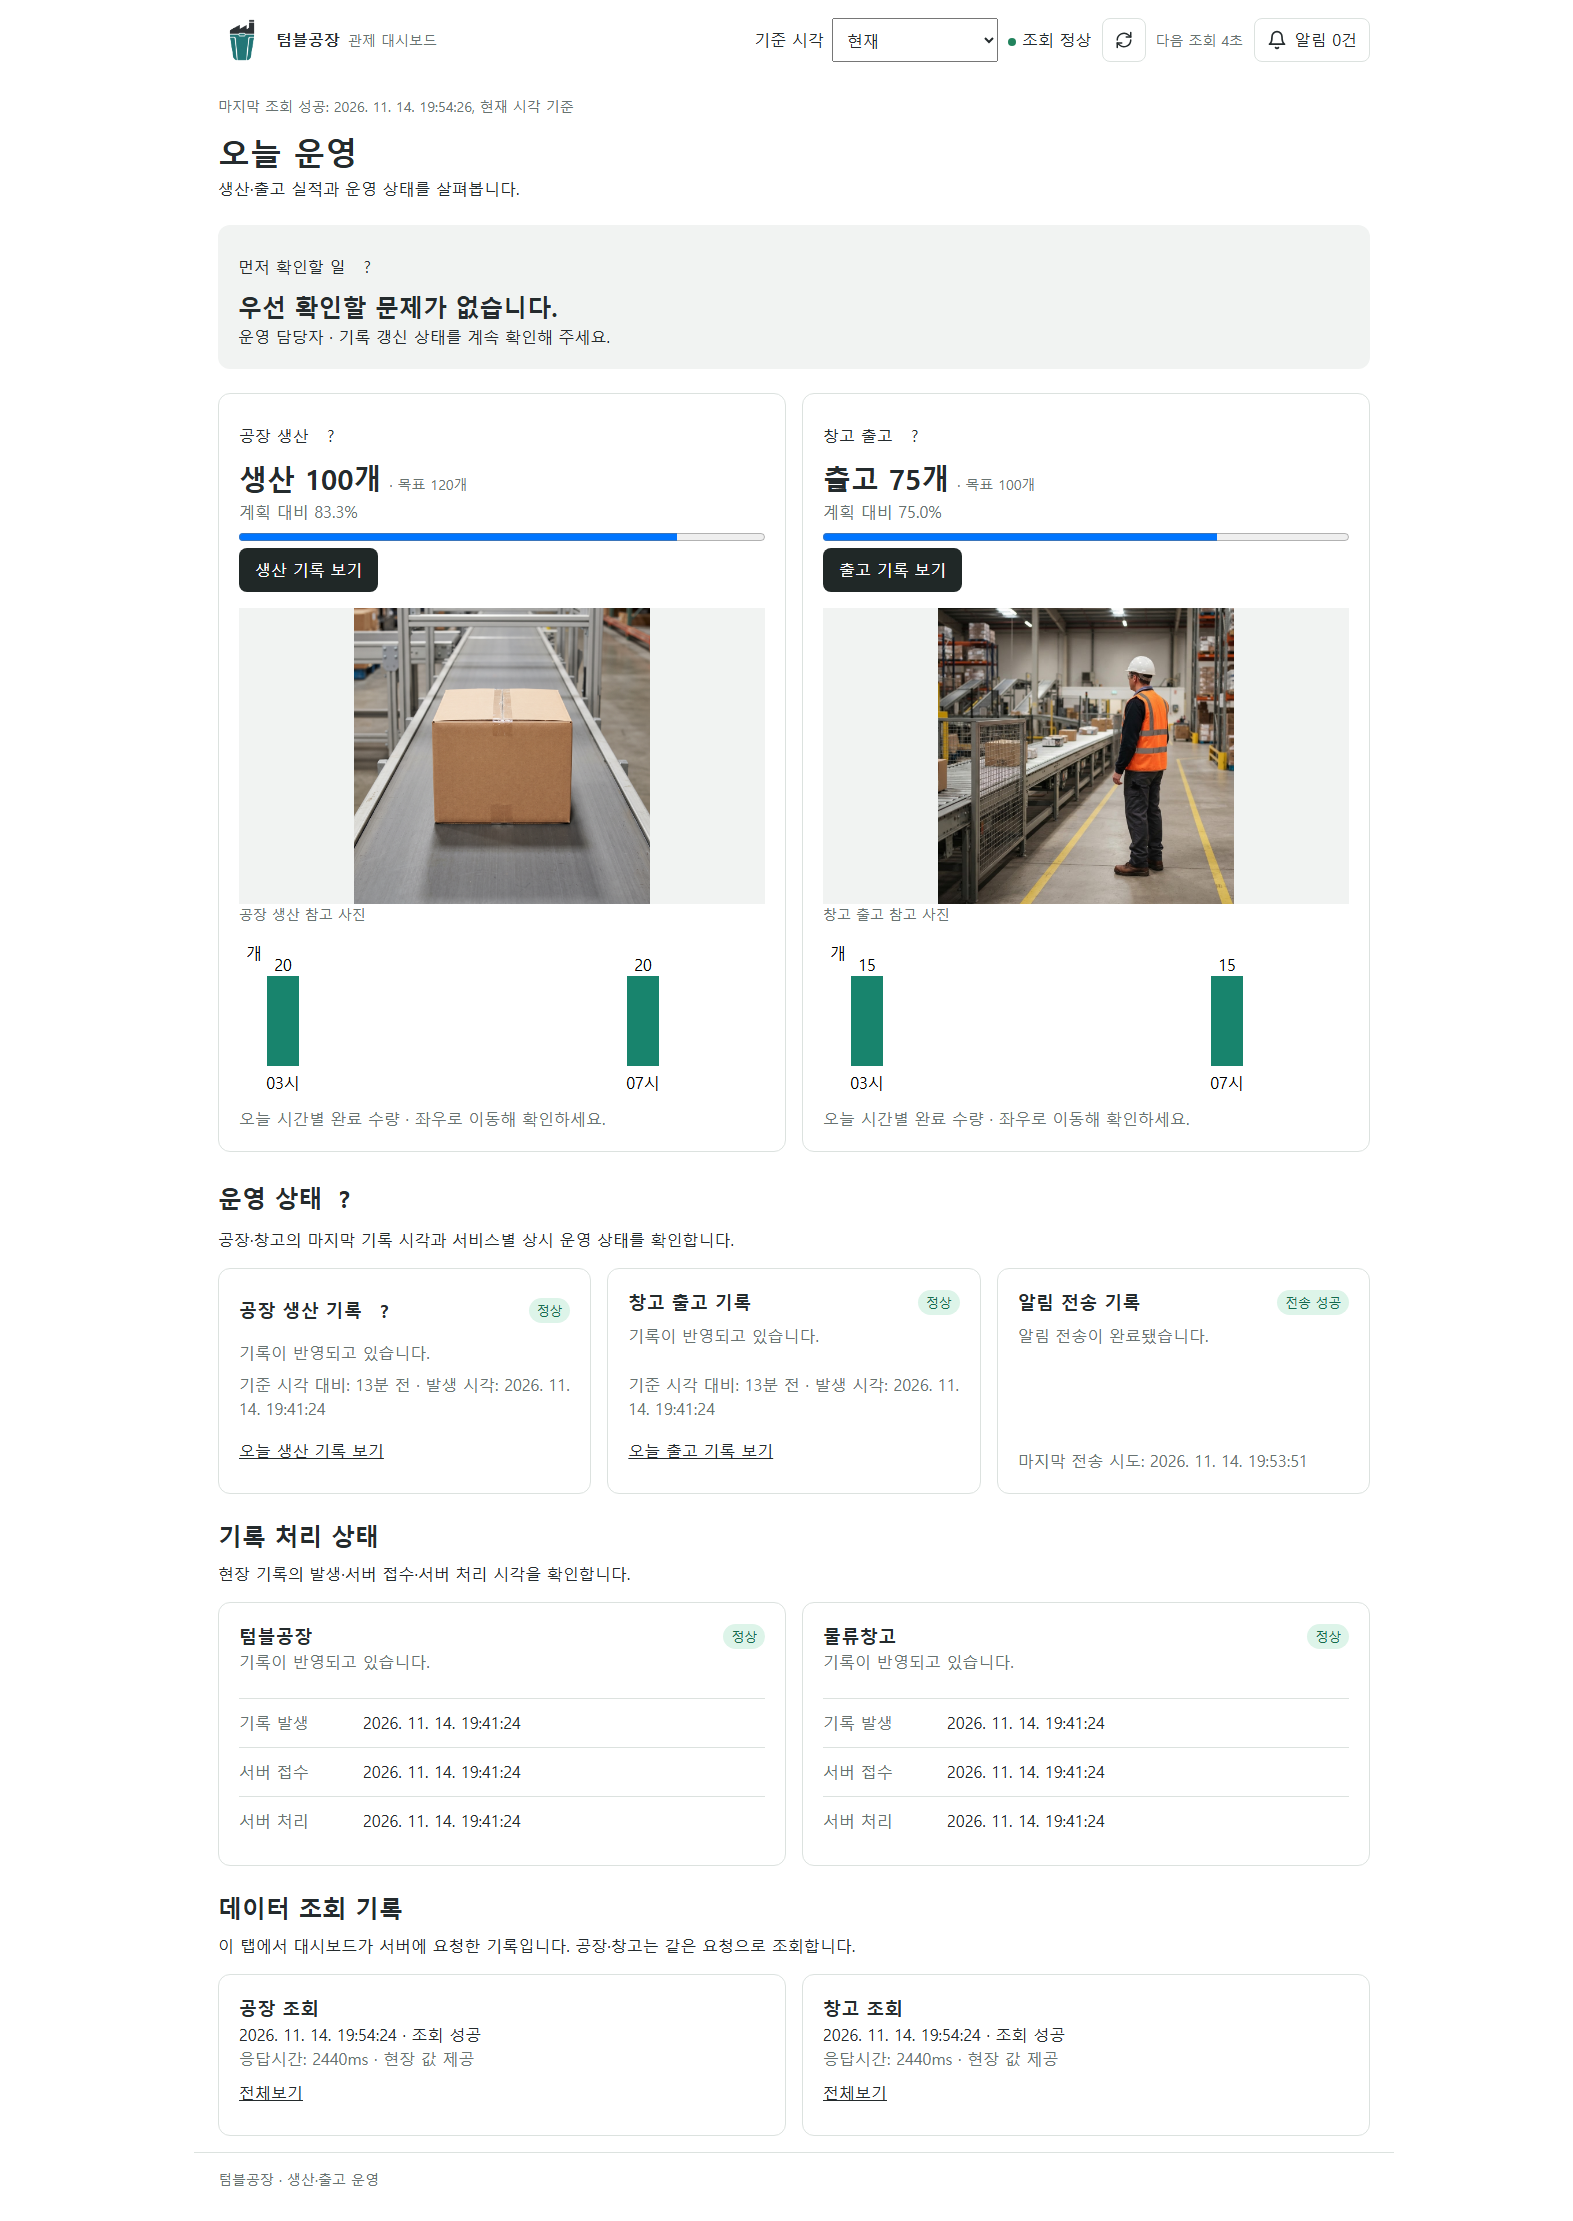 텀블공장 관제 대시보드
기준 시각 현재 조회 정상 다음 조회 4초 알림 0건
마지막 조회 성공: 2026. 11. 14. 19:54:26, 현재 시각 기준
오늘 운영
생산·출고 실적과 운영 상태를 살펴봅니다.
먼저 확인할 일 ?
우선 확인할 문제가 없습니다.
운영 담당자 · 기록 갱신 상태를 계속 확인해 주세요.
공장 생산 ?
생산 100개 · 목표 120개
계획 대비 83.3%
생산 기록 보기
공장 생산 참고 사진
개
20 20
03시 07시
오늘 시간별 완료 수량 · 좌우로 이동해 확인하세요.
창고 출고 ?
출고 75개 · 목표 100개
계획 대비 75.0%
출고 기록 보기
창고 출고 참고 사진
개
15 15
03시 07시
오늘 시간별 완료 수량 · 좌우로 이동해 확인하세요.
운영 상태 ?
공장·창고의 마지막 기록 시각과 서비스별 상시 운영 상태를 확인합니다.
공장 생산 기록 ? 정상
기록이 반영되고 있습니다.
기준 시각 대비: 13분 전 · 발생 시각: 2026. 11.
14. 19:41:24
오늘 생산 기록 보기
창고 출고 기록 정상
기록이 반영되고 있습니다.
기준 시각 대비: 13분 전 · 발생 시각: 2026. 11.
14. 19:41:24
오늘 출고 기록 보기
알림 전송 기록 전송 성공
알림 전송이 완료됐습니다.
마지막 전송 시도: 2026. 11. 14. 19:53:51
기록 처리 상태
현장 기록의 발생·서버 접수·서버 처리 시각을 확인합니다.
텀블공장 정상
기록이 반영되고 있습니다.
기록 발생 2026. 11. 14. 19:41:24
서버 접수 2026. 11. 14. 19:41:24
서버 처리 2026. 11. 14. 19:41:24
물류창고 정상
기록이 반영되고 있습니다.
기록 발생 2026. 11. 14. 19:41:24
서버 접수 2026. 11. 14. 19:41:24
서버 처리 2026. 11. 14. 19:41:24
데이터 조회 기록
이 탭에서 대시보드가 서버에 요청한 기록입니다. 공장·창고는 같은 요청으로 조회합니다.
공장 조회
2026. 11. 14. 19:54:24 · 조회 성공
응답시간: 2440ms · 현장 값 제공
전체보기
창고 조회
2026. 11. 14. 19:54:24 · 조회 성공
응답시간: 2440ms · 현장 값 제공
전체보기
텀블공장 · 생산·출고 운영